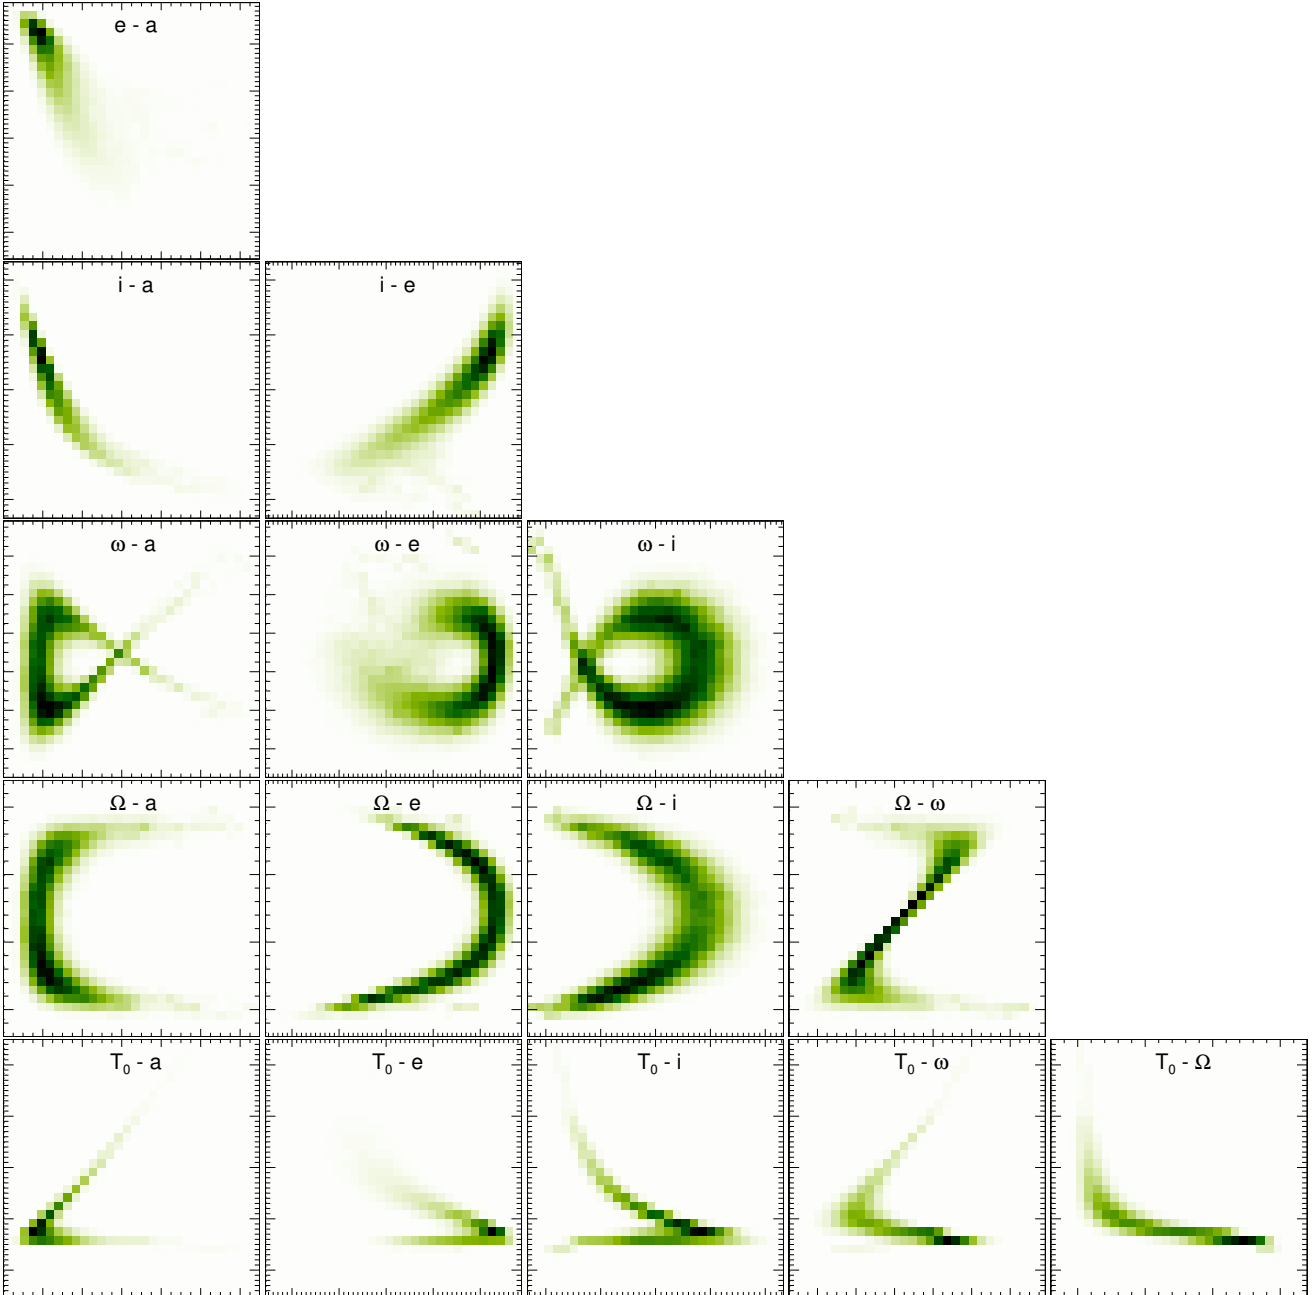 e - a
i - a
i - e
ω - a
ω - e
ω - i
Ω - a
Ω - e
Ω - i
Ω - ω
T₀ - a
T₀ - e
T₀ - i
T₀ - ω
T₀ - Ω